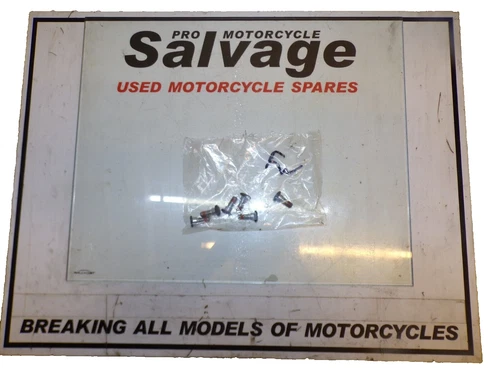 PRO MOTORCYCLE
Salvage
USED MOTORCYCLE SPARES
BREAKING ALL MODELS OF MOTORCYCLES